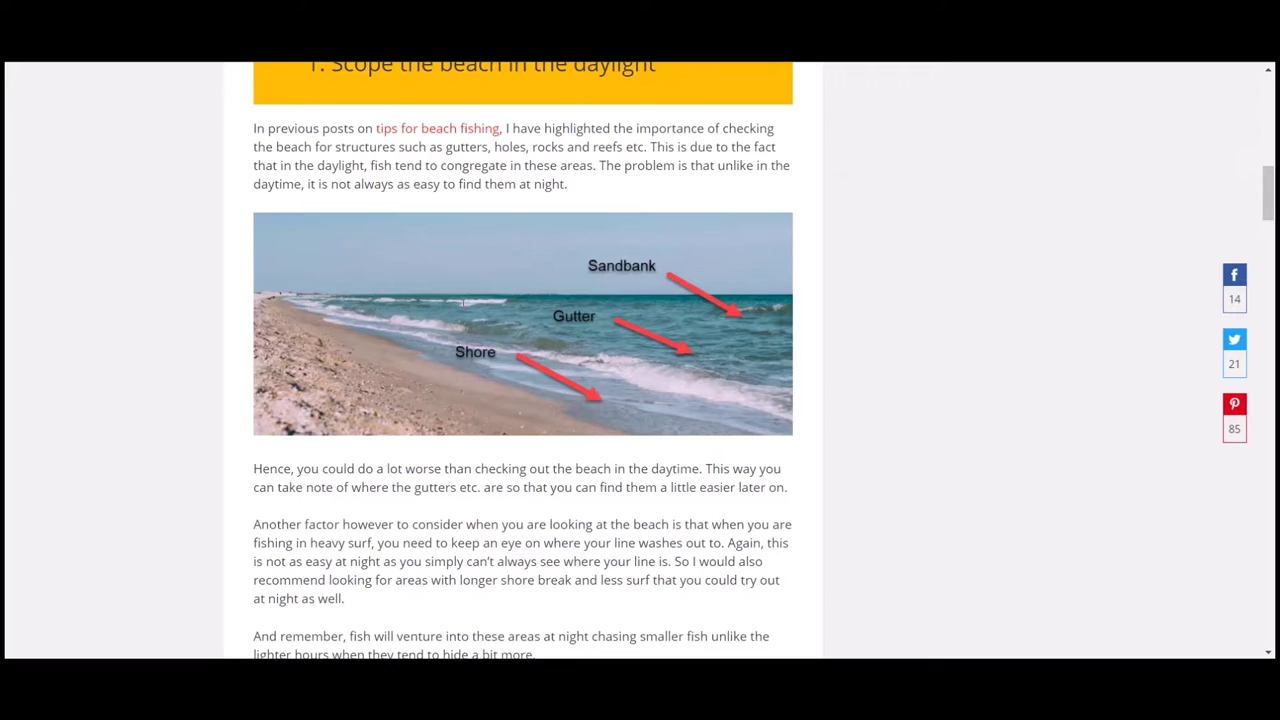 1. Scope the beach in the daylight
In previous posts on tips for beach fishing, I have highlighted the importance of checking
the beach for structures such as gutters, holes, rocks and reefs etc. This is due to the fact
that in the daylight, fish tend to congregate in these areas. The problem is that unlike in the
daytime, it is not always as easy to find them at night.
Sandbank
Gutter
Shore
Hence, you could do a lot worse than checking out the beach in the daytime. This way you
can take note of where the gutters etc. are so that you can find them a little easier later on.
Another factor however to consider when you are looking at the beach is that when you are
fishing in heavy surf, you need to keep an eye on where your line washes out to. Again, this
is not as easy at night as you simply can’t always see where your line is. So I would also
recommend looking for areas with longer shore break and less surf that you could try out
at night as well.
And remember, fish will venture into these areas at night chasing smaller fish unlike the
lighter hours when they tend to hide a bit more.
14
21
85